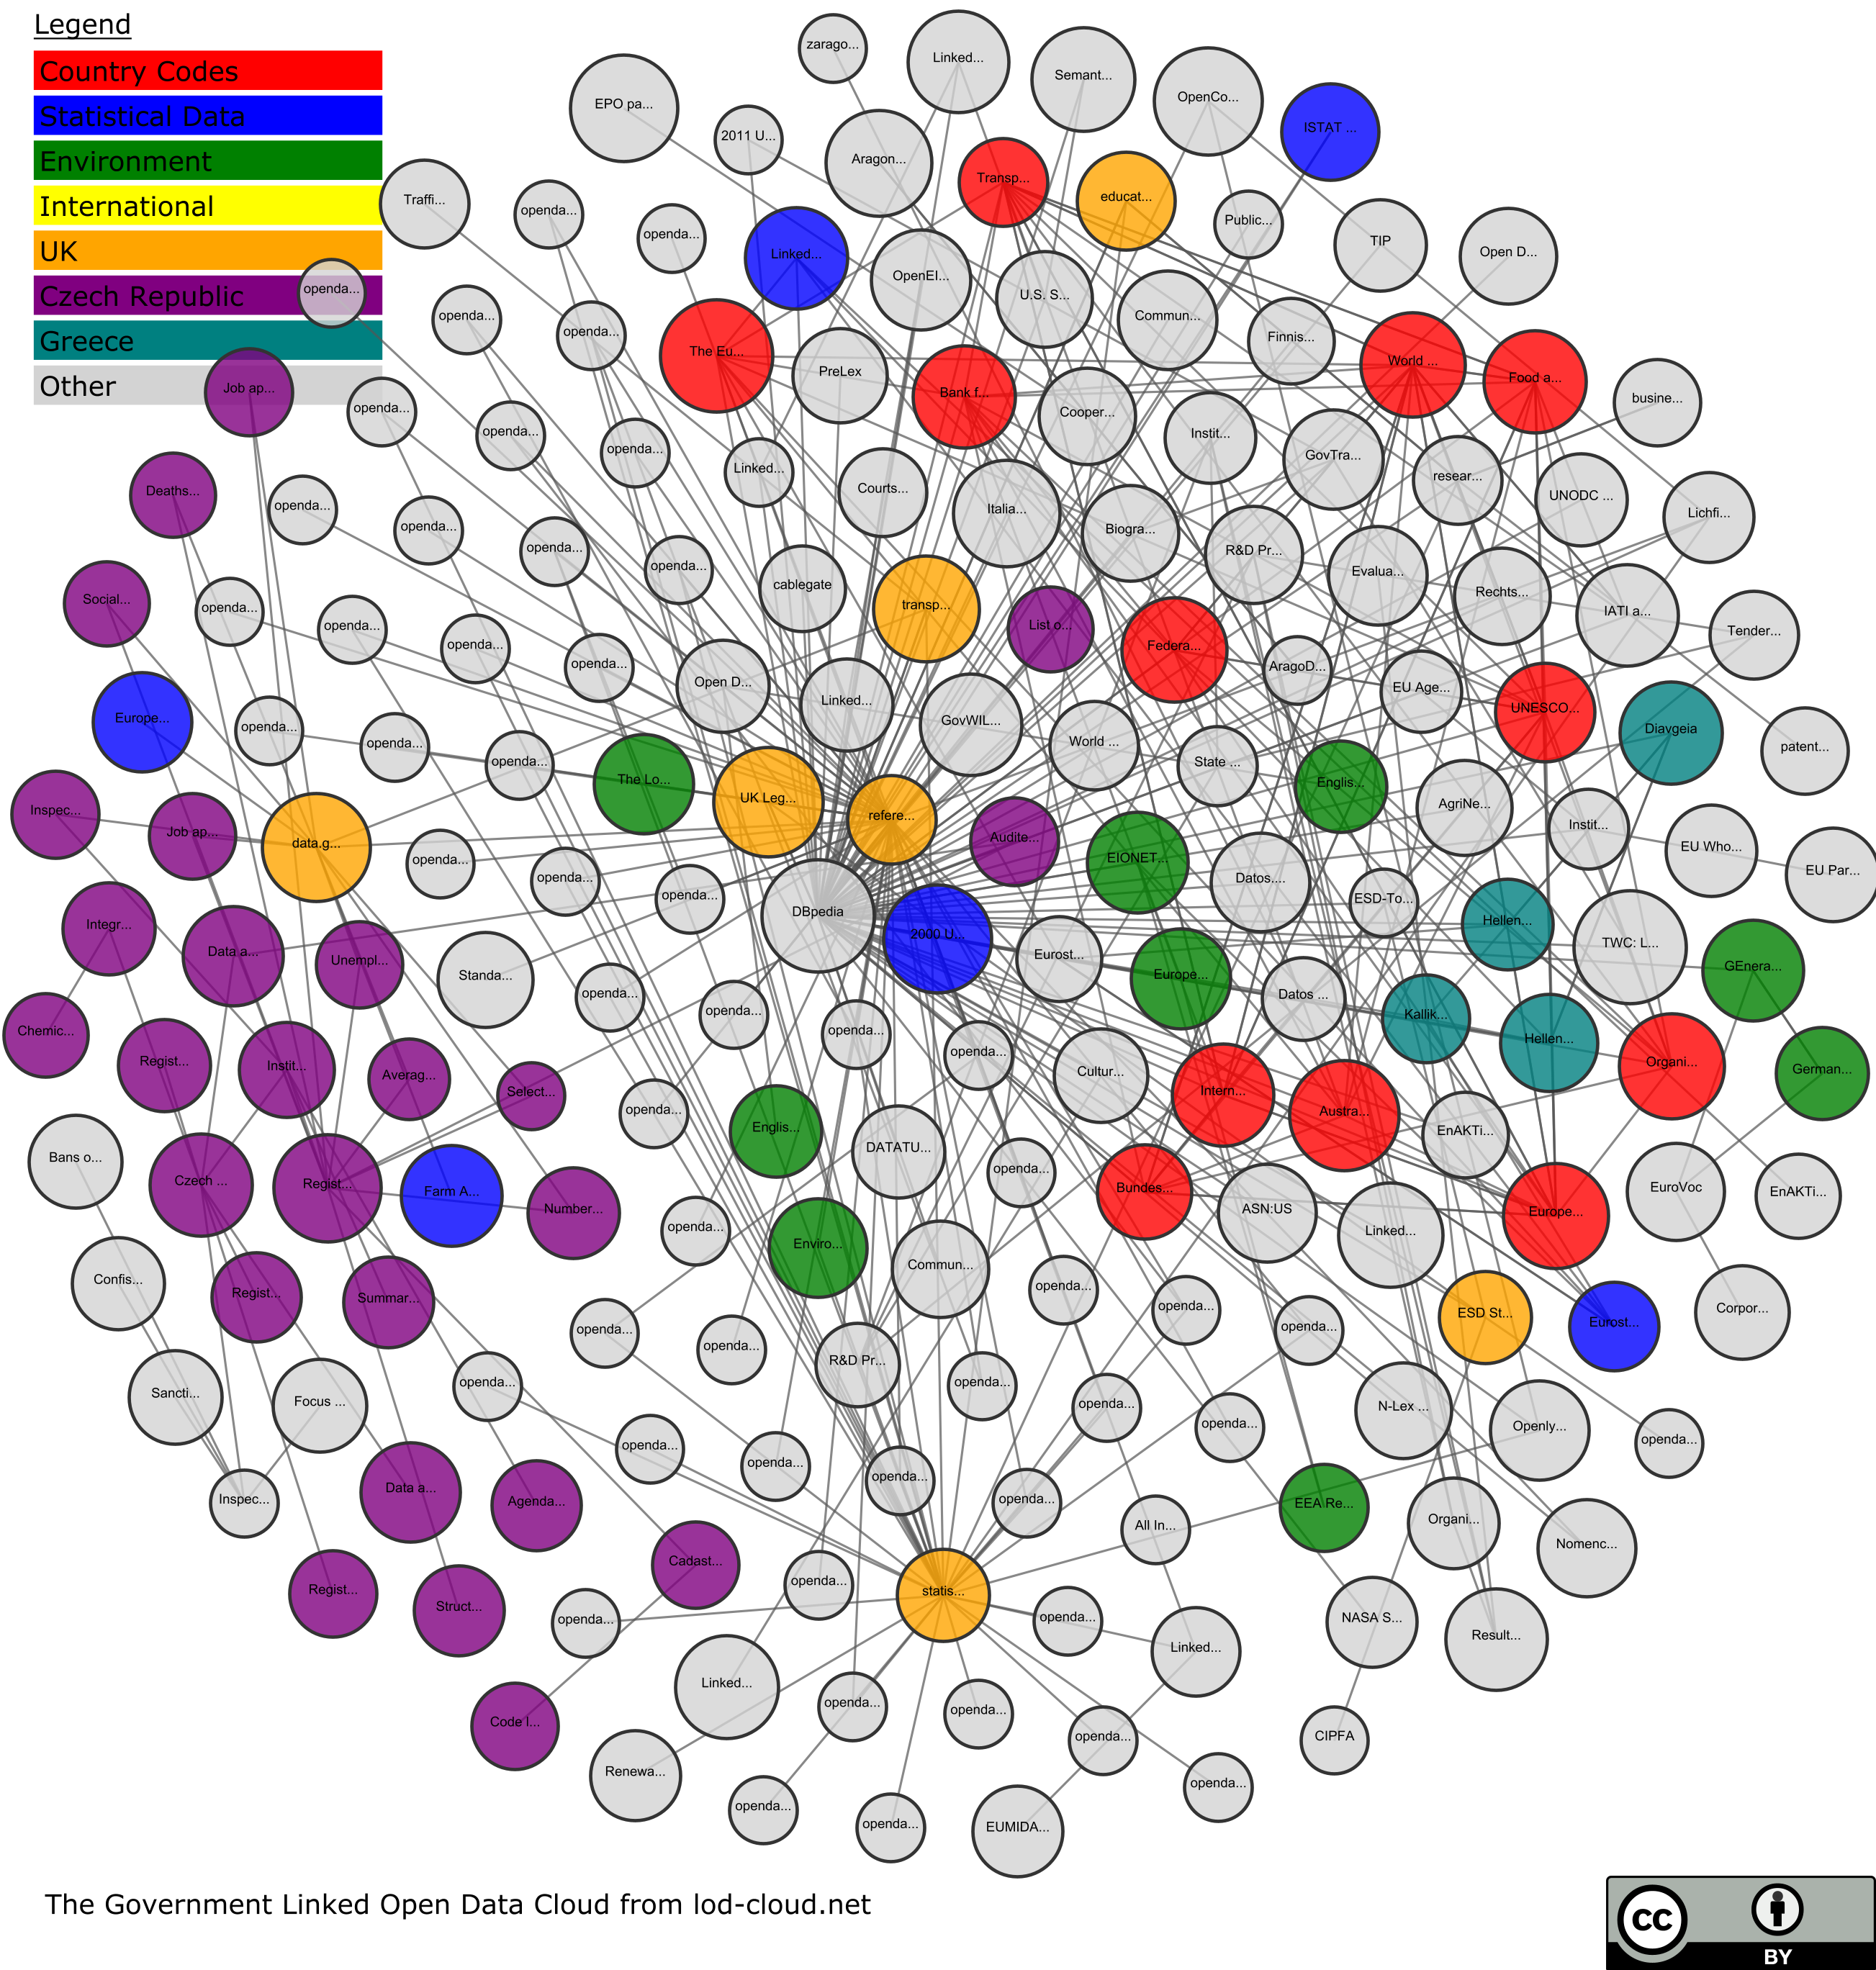 Legend
Country Codes
Statistical Data
Environment
International
UK
Czech Republic
Greece
Other
zarago...
Linked...
Semant...
EPO pa...
OpenCo...
ISTAT ...
2011 U...
Aragon...
Transp...
educat...
Traffi...
openda...
openda...
Public...
TIP
Open D...
Linked...
OpenEI...
U.S. S...
Commun...
openda...
openda...
openda...
Finnis...
The Eu...
PreLex
World ...
Food a...
Job ap...
Bank f...
busine...
openda...
Cooper...
openda...
openda...
Instit...
GovTra...
Linked...
resear...
Deaths...
Courts...
UNODC ...
openda...
Italia...
Lichfi...
openda...
Biogra...
openda...
R&D Pr...
openda...
Evalua...
cablegate
Rechts...
Social...
openda...
transp...
IATI a...
openda...
List o...
Tender...
openda...
Federa...
openda...
AragoD...
Open D...
EU Age...
Linked...
UNESCO...
Europe...
openda...
GovWIL...
Diavgeia
openda...
World ...
patent...
openda...
State ...
The Lo...
Englis...
UK Leg...
Inspec...
refere...
AgriNe...
Job ap...
Instit...
data.g...
Audite...
EU Who...
openda...
EIONET...
EU Par...
openda...
Datos....
openda...
ESD-To...
DBpedia
Integr...
Hellen...
2000 U...
TWC: L...
Data a...
Unempl...
Eurost...
Standa...
Europe...
GEnera...
openda...
Datos ...
openda...
Kallik...
Chemic...
openda...
Hellen...
openda...
Regist...
Instit...
Organi...
Averag...
Cultur...
German...
Select...
Intern...
openda...
Austra...
Englis...
EnAKTi...
DATATU...
Bans o...
openda...
Czech ...
Regist...
Farm A...
Bundes...
EuroVoc
EnAKTi...
Number...
ASN:US
Europe...
openda...
Linked...
Enviro...
Commun...
Confis...
openda...
Regist...
Summar...
openda...
Corpor...
ESD St...
Eurost...
openda...
openda...
openda...
R&D Pr...
openda...
openda...
Sancti...
Focus ...
openda...
N-Lex ...
openda...
Openly...
openda...
openda...
openda...
openda...
Data a...
Inspec...
Agenda...
openda...
EEA Re...
All In...
Organi...
Nomenc...
Cadast...
openda...
Regist...
statis...
Struct...
openda...
openda...
NASA S...
Result...
Linked...
Linked...
openda...
openda...
Code l...
openda...
CIPFA
Renewa...
openda...
openda...
openda...
EUMIDA...
The Government Linked Open Data Cloud from lod-cloud.net
CC
BY